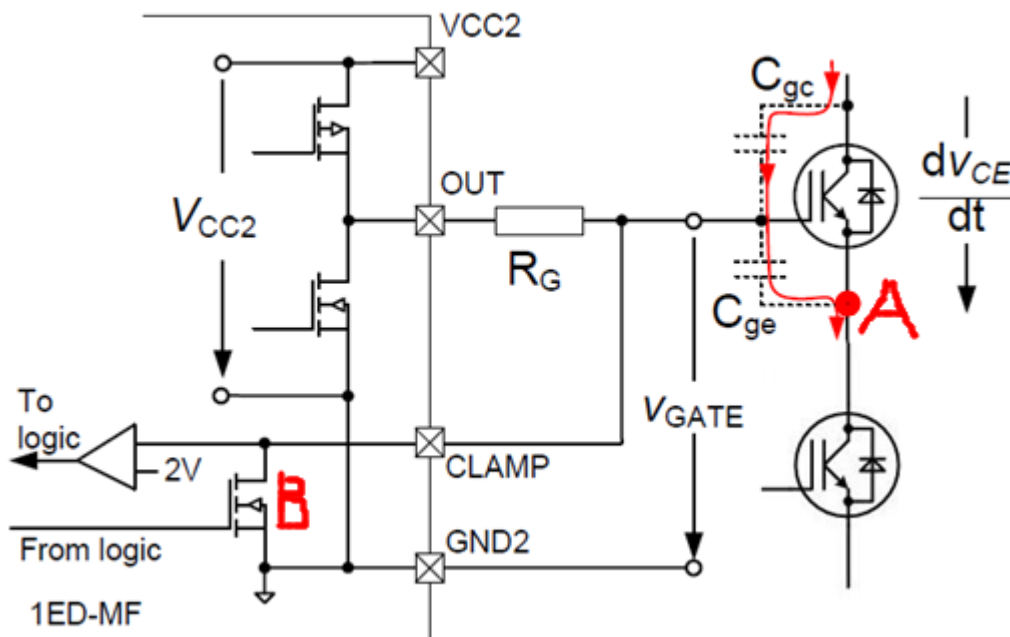 VCC2
Cgc
dvCE
dt
VCC2
OUT
RG
Cge
A
To
logic
vGATE
2V
CLAMP
B
From logic
GND2
1ED-MF